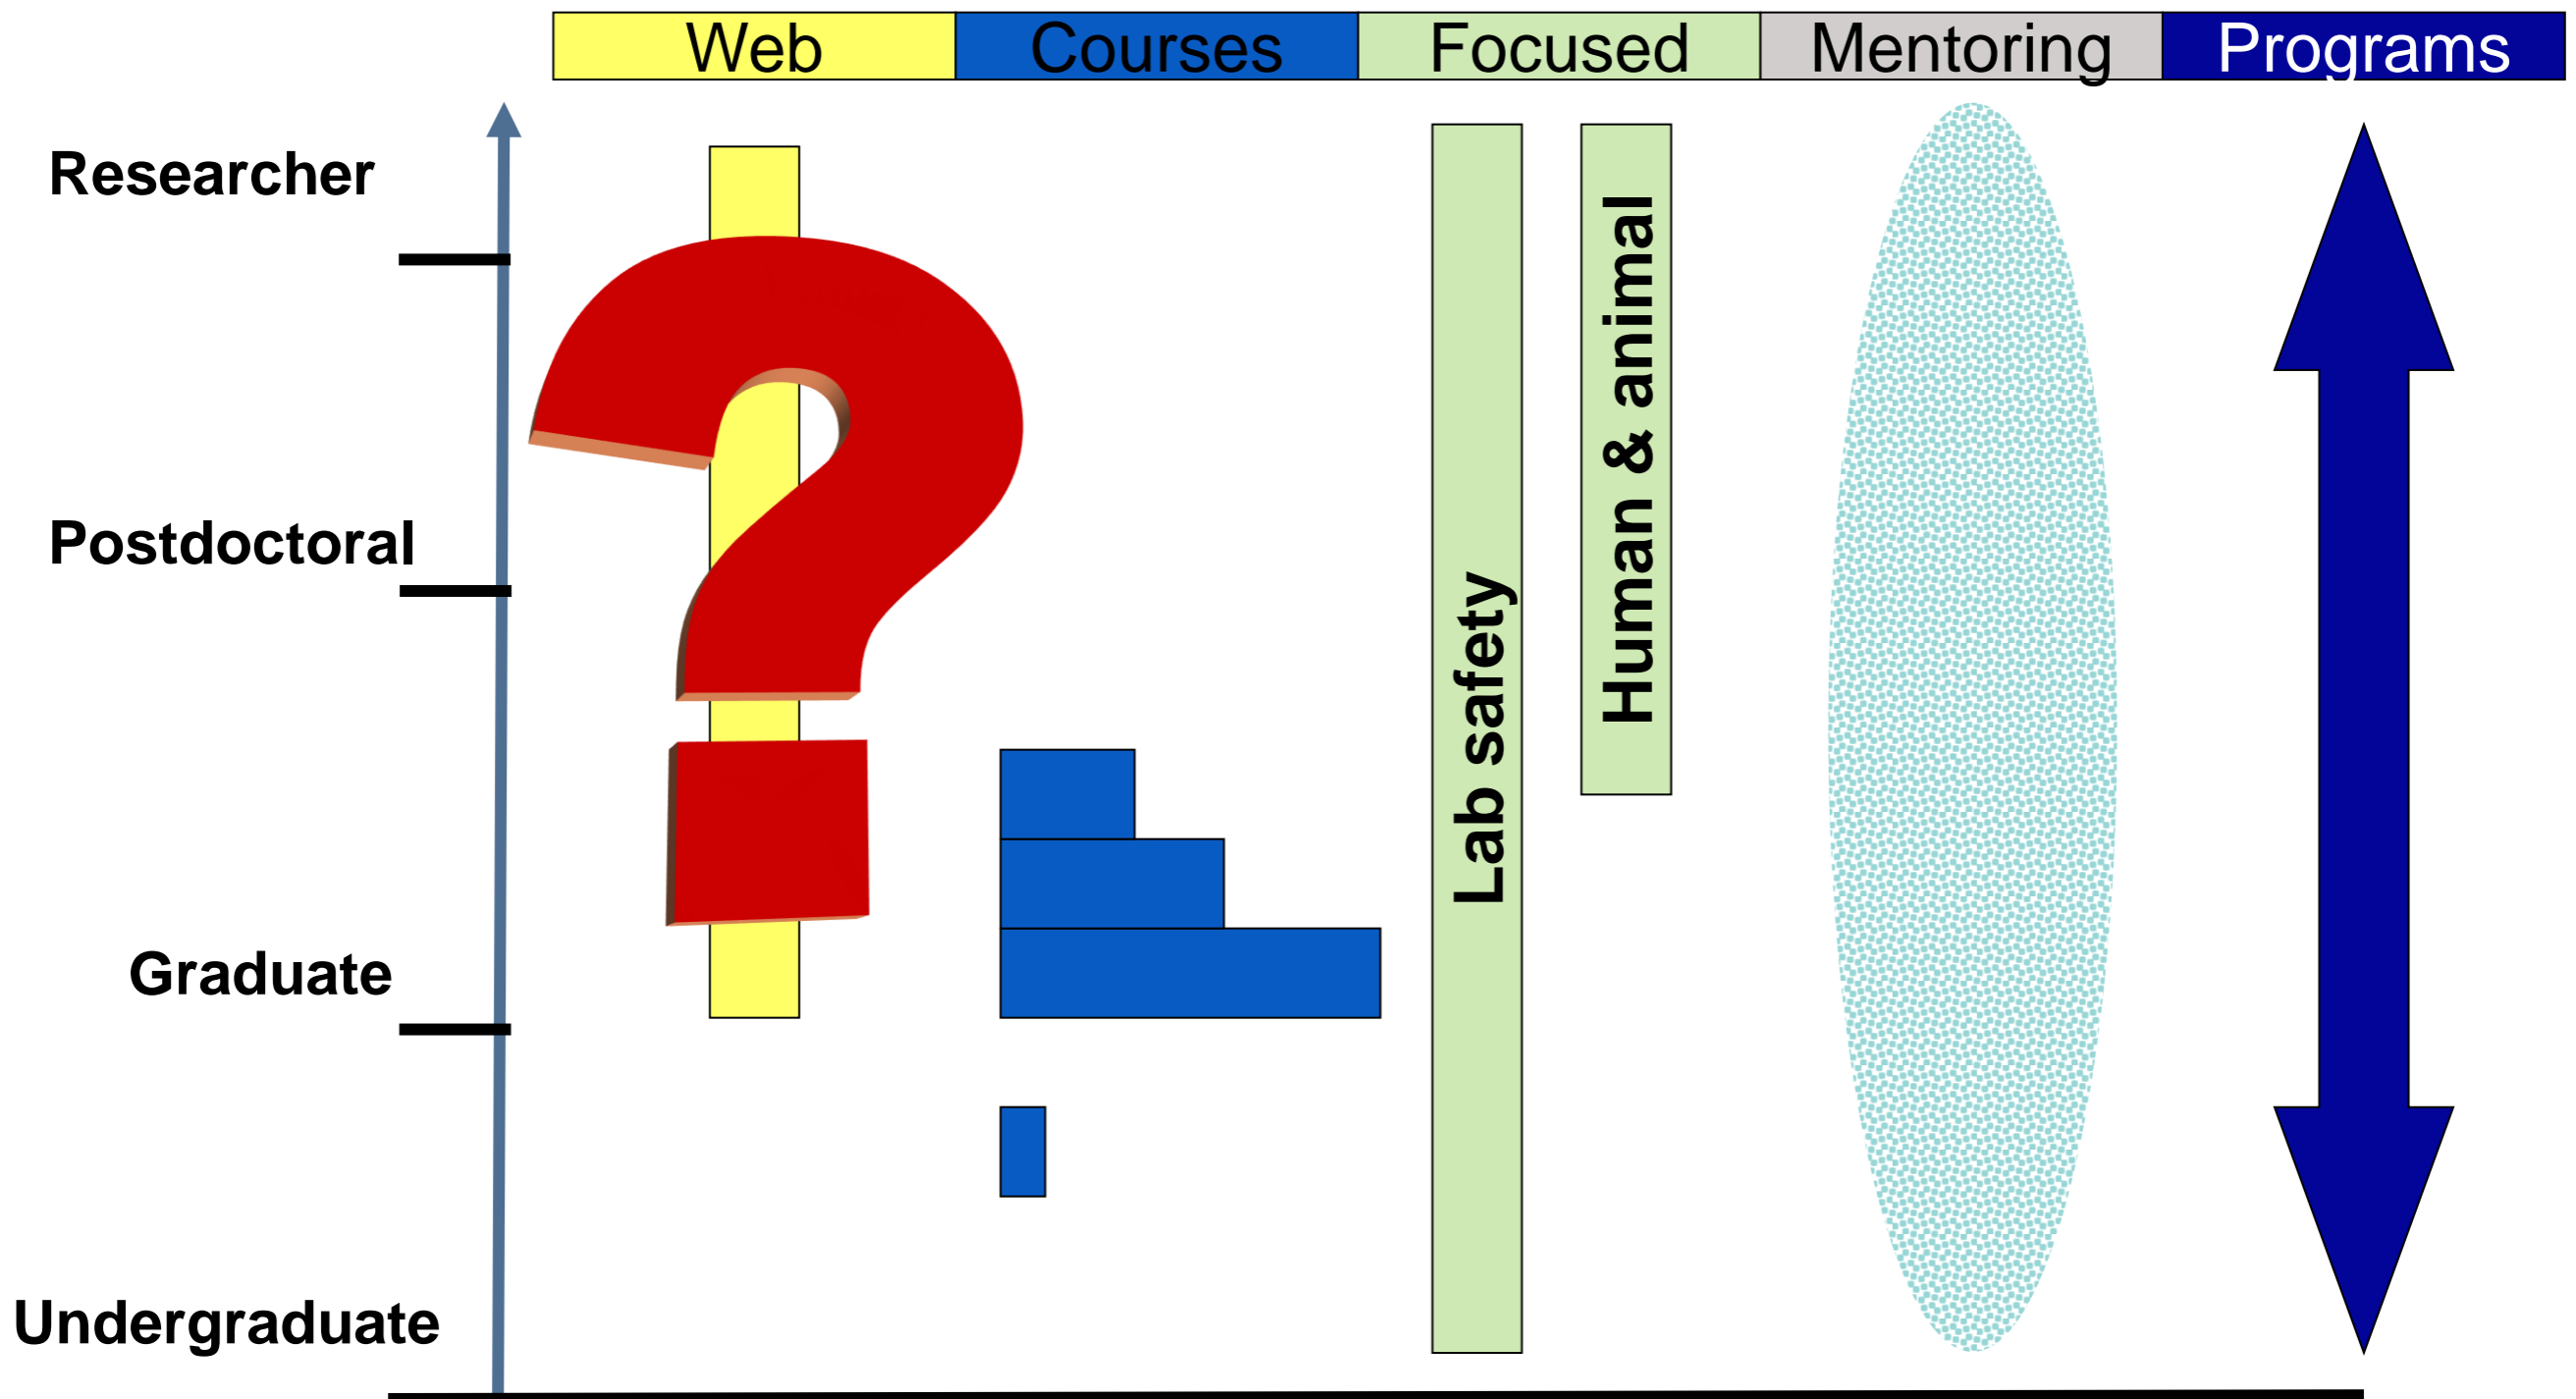 Web
Courses
Focused
Mentoring
Programs
Researcher
Postdoctoral
Graduate
Undergraduate
?
Lab safety
Human & animal